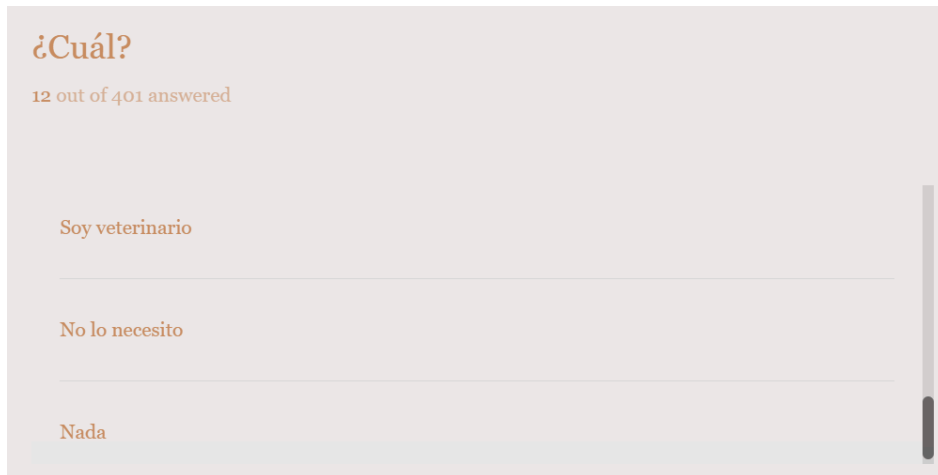 ¿Cuál?
12 out of 401 answered
Soy veterinario
No lo necesito
Nada